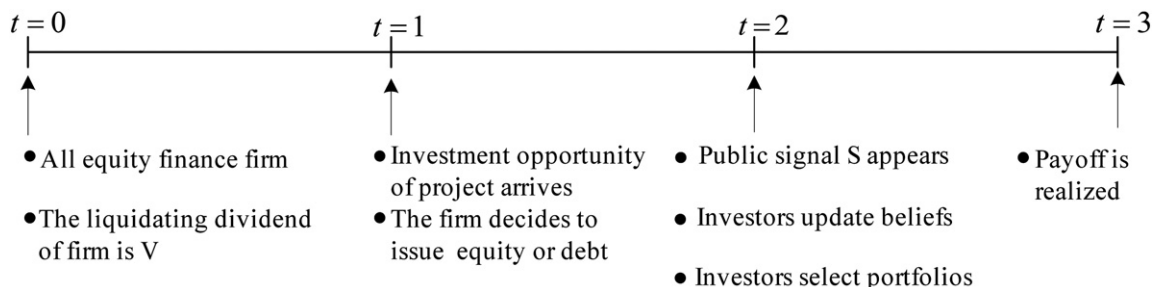 t = 0
t = 1
t = 2
t = 3
● All equity finance firm
● The liquidating dividend
of firm is V
● Investment opportunity
of project arrives
● The firm decides to
issue equity or debt
● Public signal S appears
● Investors update beliefs
● Investors select portfolios
● Payoff is
realized